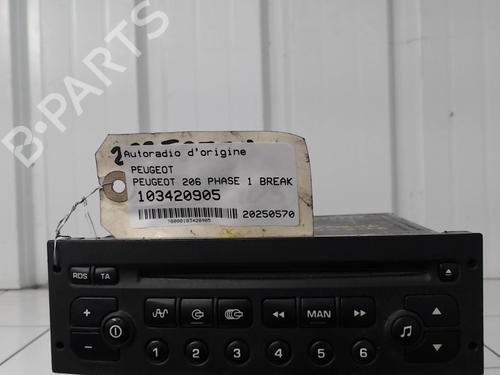 Autoradio d'origine
PEUGEOT
PEUGEOT 206 PHASE 1 BREAK
103420905
20250570
RDS
TA
MAN
1
2
3
4
5
6